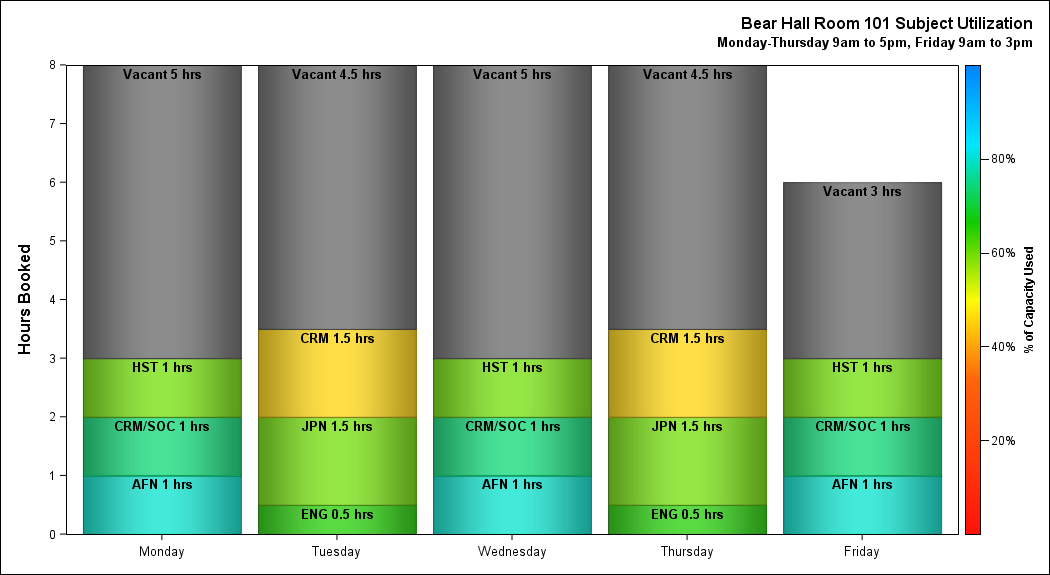 Bear Hall Room 101 Subject Utilization
Monday-Thursday 9am to 5pm, Friday 9am to 3pm
Hours Booked
8
7
6
5
4
3
2
1
0
Vacant 5 hrs
HST 1 hrs
CRM/SOC 1 hrs
AFN 1 hrs
Vacant 4.5 hrs
CRM 1.5 hrs
JPN 1.5 hrs
ENG 0.5 hrs
Vacant 5 hrs
HST 1 hrs
CRM/SOC 1 hrs
AFN 1 hrs
Vacant 4.5 hrs
CRM 1.5 hrs
JPN 1.5 hrs
ENG 0.5 hrs
Vacant 3 hrs
HST 1 hrs
CRM/SOC 1 hrs
AFN 1 hrs
Monday
Tuesday
Wednesday
Thursday
Friday
80%
60%
40%
20%
% of Capacity Used